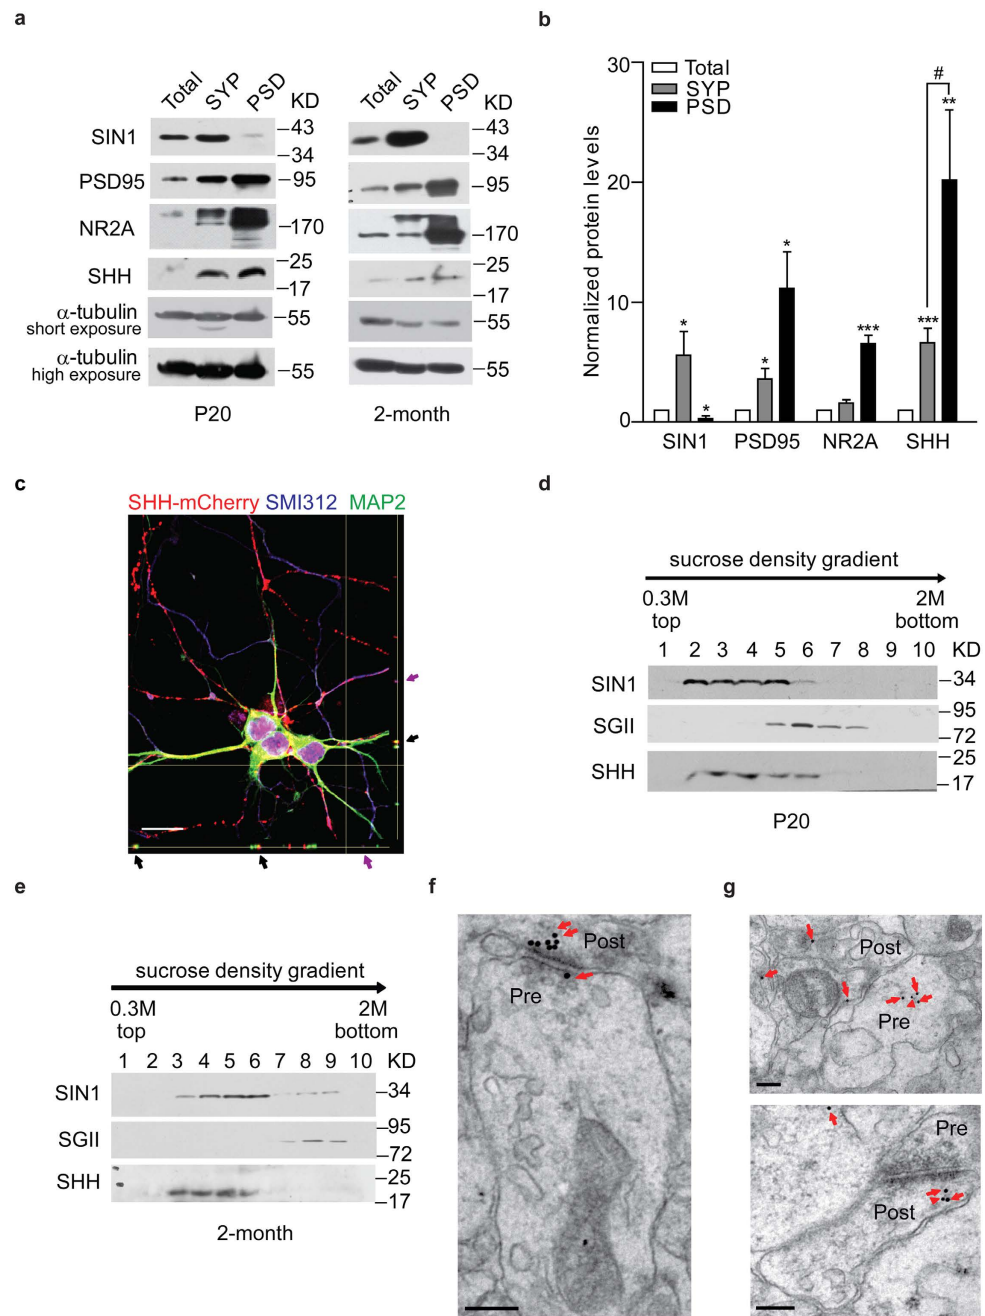 a
Total SYP PSD KD
SIN1
–43
–34
PSD95
–95
NR2A
–170
SHH
–25
–17
α-tubulin
short exposure
–55
α-tubulin
high exposure
–55
P20
Total SYP PSD KD
–43
–34
–95
–170
–25
–17
–55
–55
2-month
b
Normalized protein levels
30
20
10
0
Total
SYP
PSD
#
* * * * *** *** **
SIN1 PSD95 NR2A SHH
c
SHH-mCherry SMI312 MAP2
d
sucrose density gradient
0.3M 2M
top bottom
1 2 3 4 5 6 7 8 9 10 KD
SIN1 –34
SGII –95
–72
SHH –25
–17
P20
e
sucrose density gradient
0.3M 2M
top bottom
1 2 3 4 5 6 7 8 9 10 KD
SIN1 –34
SGII –95
–72
SHH –25
–17
2-month
f
Post
Pre
g
Post
Pre
Pre
Post